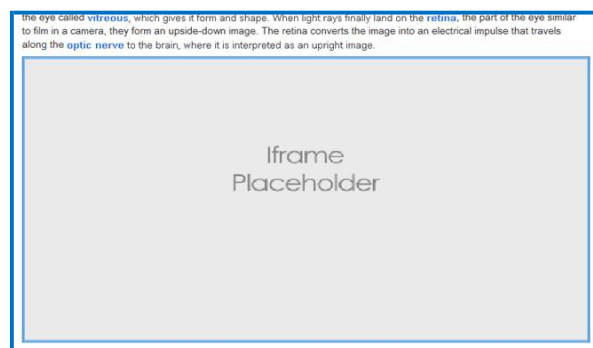 the eye called vitreous, which gives it form and shape. When light rays finally land on the retina, the part of the eye similar
to film in a camera, they form an upside-down image. The retina converts the image into an electrical impulse that travels
along the optic nerve to the brain, where it is interpreted as an upright image.
Iframe
Placeholder